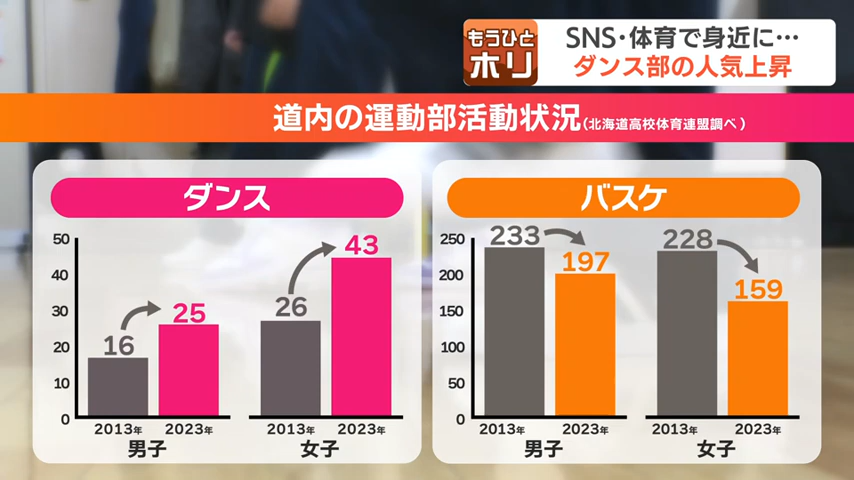 もうひと
ホリ
SNS・体育で身近に…
ダンス部の人気上昇
道内の運動部活動状況(北海道高校体育連盟調べ)
ダンス
50
40
30
20
10
0
16
25
26
43
2013年
2023年
2013年
2023年
男子
女子
バスケ
250
200
150
100
50
0
233
197
228
159
2013年
2023年
2013年
2023年
男子
女子